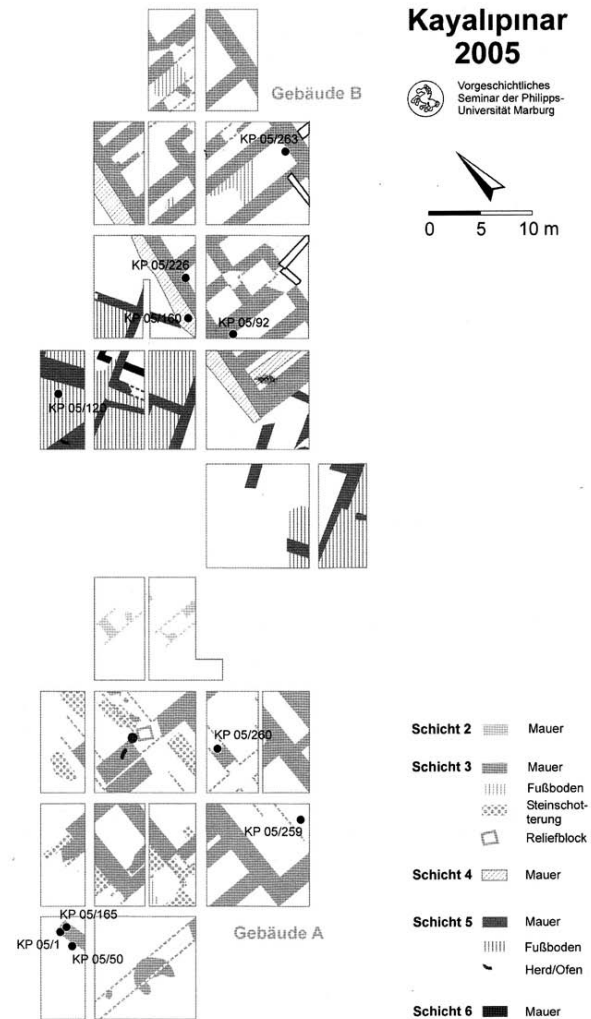 Kayalıpınar
2005
Vorgeschichtliches
Seminar der Philipps-
Universität Marburg
0 5 10 m
Gebäude B
KP 05/263
KP 05/226
KP 05/160
KP 05/92
KP 05/120
KP 05/260
KP 05/259
KP 05/165
KP 05/1
KP 05/50
Gebäude A
Schicht 2 Mauer
Schicht 3 Mauer
Fußboden
Steinschot-
terung
Reliefblock
Schicht 4 Mauer
Schicht 5 Mauer
Fußboden
Herd/Ofen
Schicht 6 Mauer